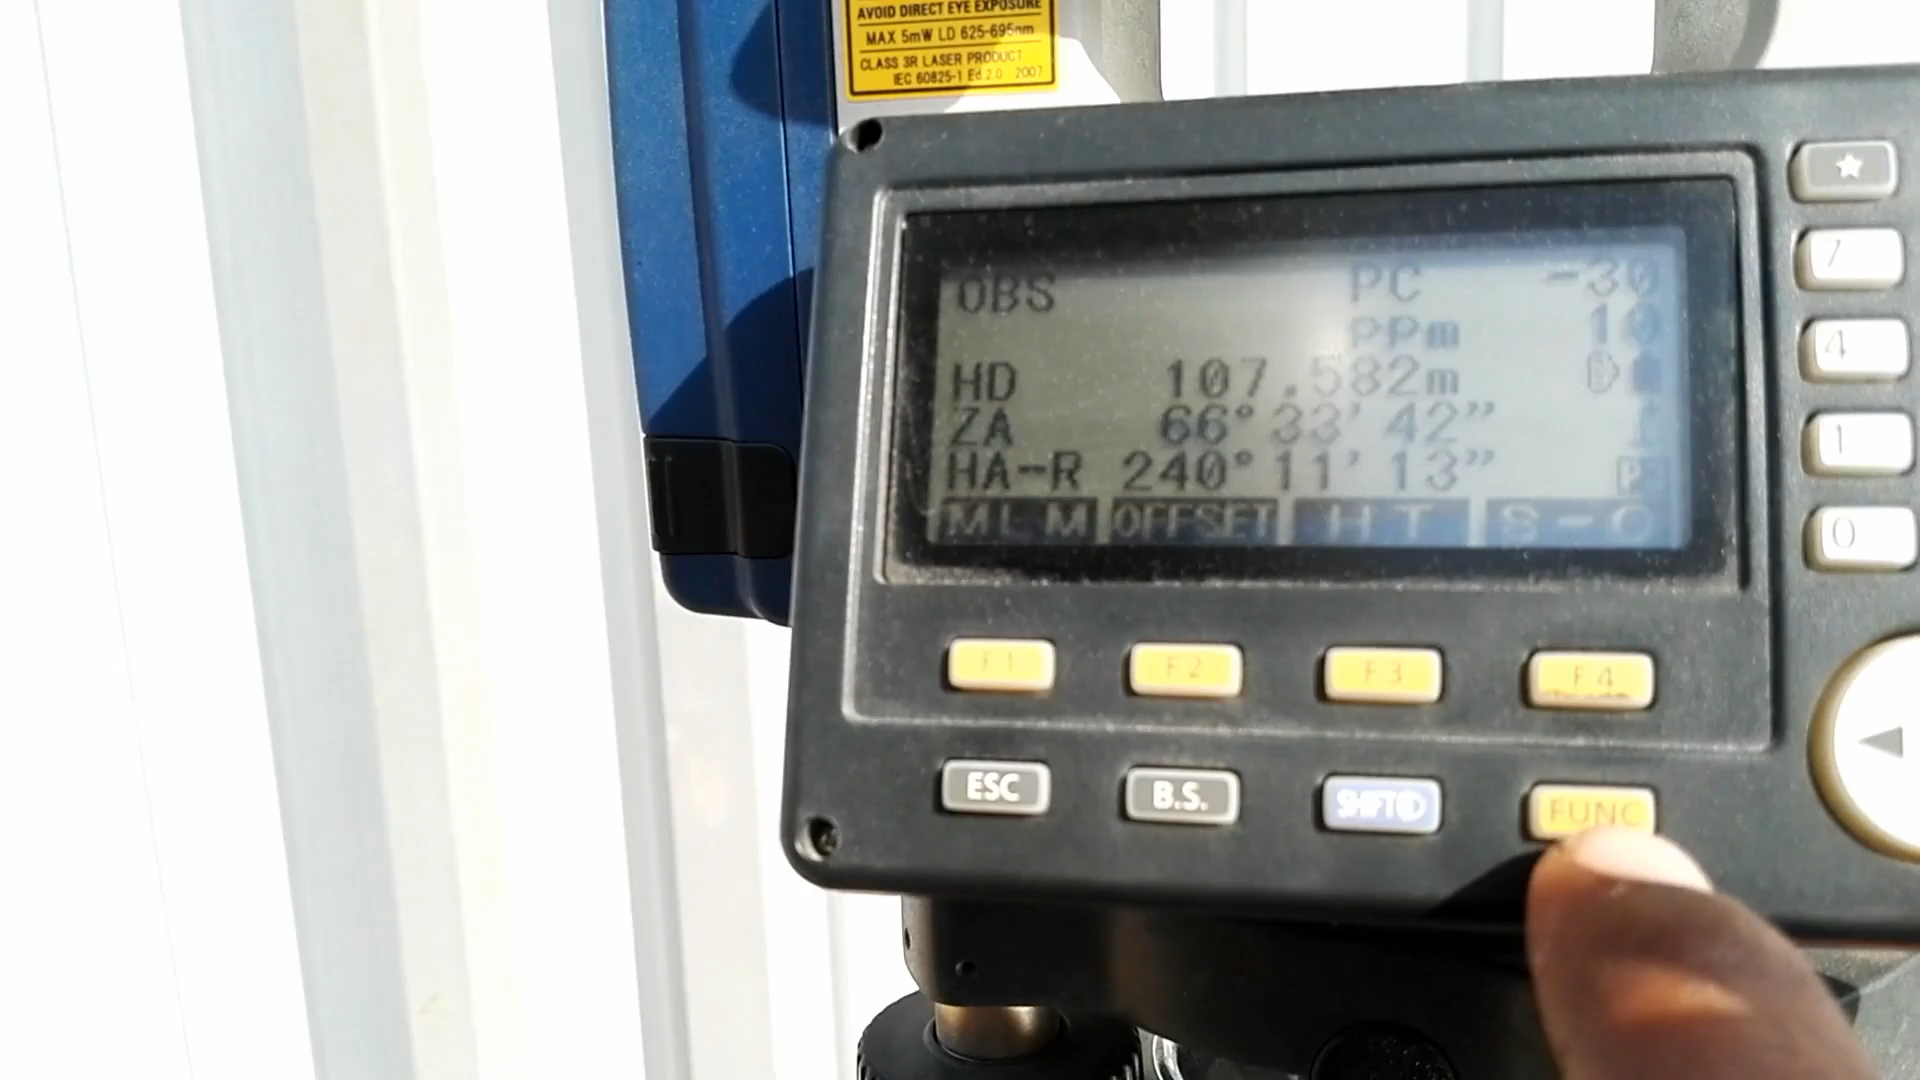 AVOID DIRECT EYE EXPOSURE
MAX 5mW LD 625-695nm
CLASS 3R LASER PRODUCT
IEC 60825-1 Ed.2.0 : 2007
OBS PC -30
ppm 10
HD 107.582m
ZA 66°33'42"
HA-R 240°11'13"
MLM OFFSET HT S-O
★
7
4
1
0
F1 F2 F3 F4
ESC B.S. SHIFT FUNC